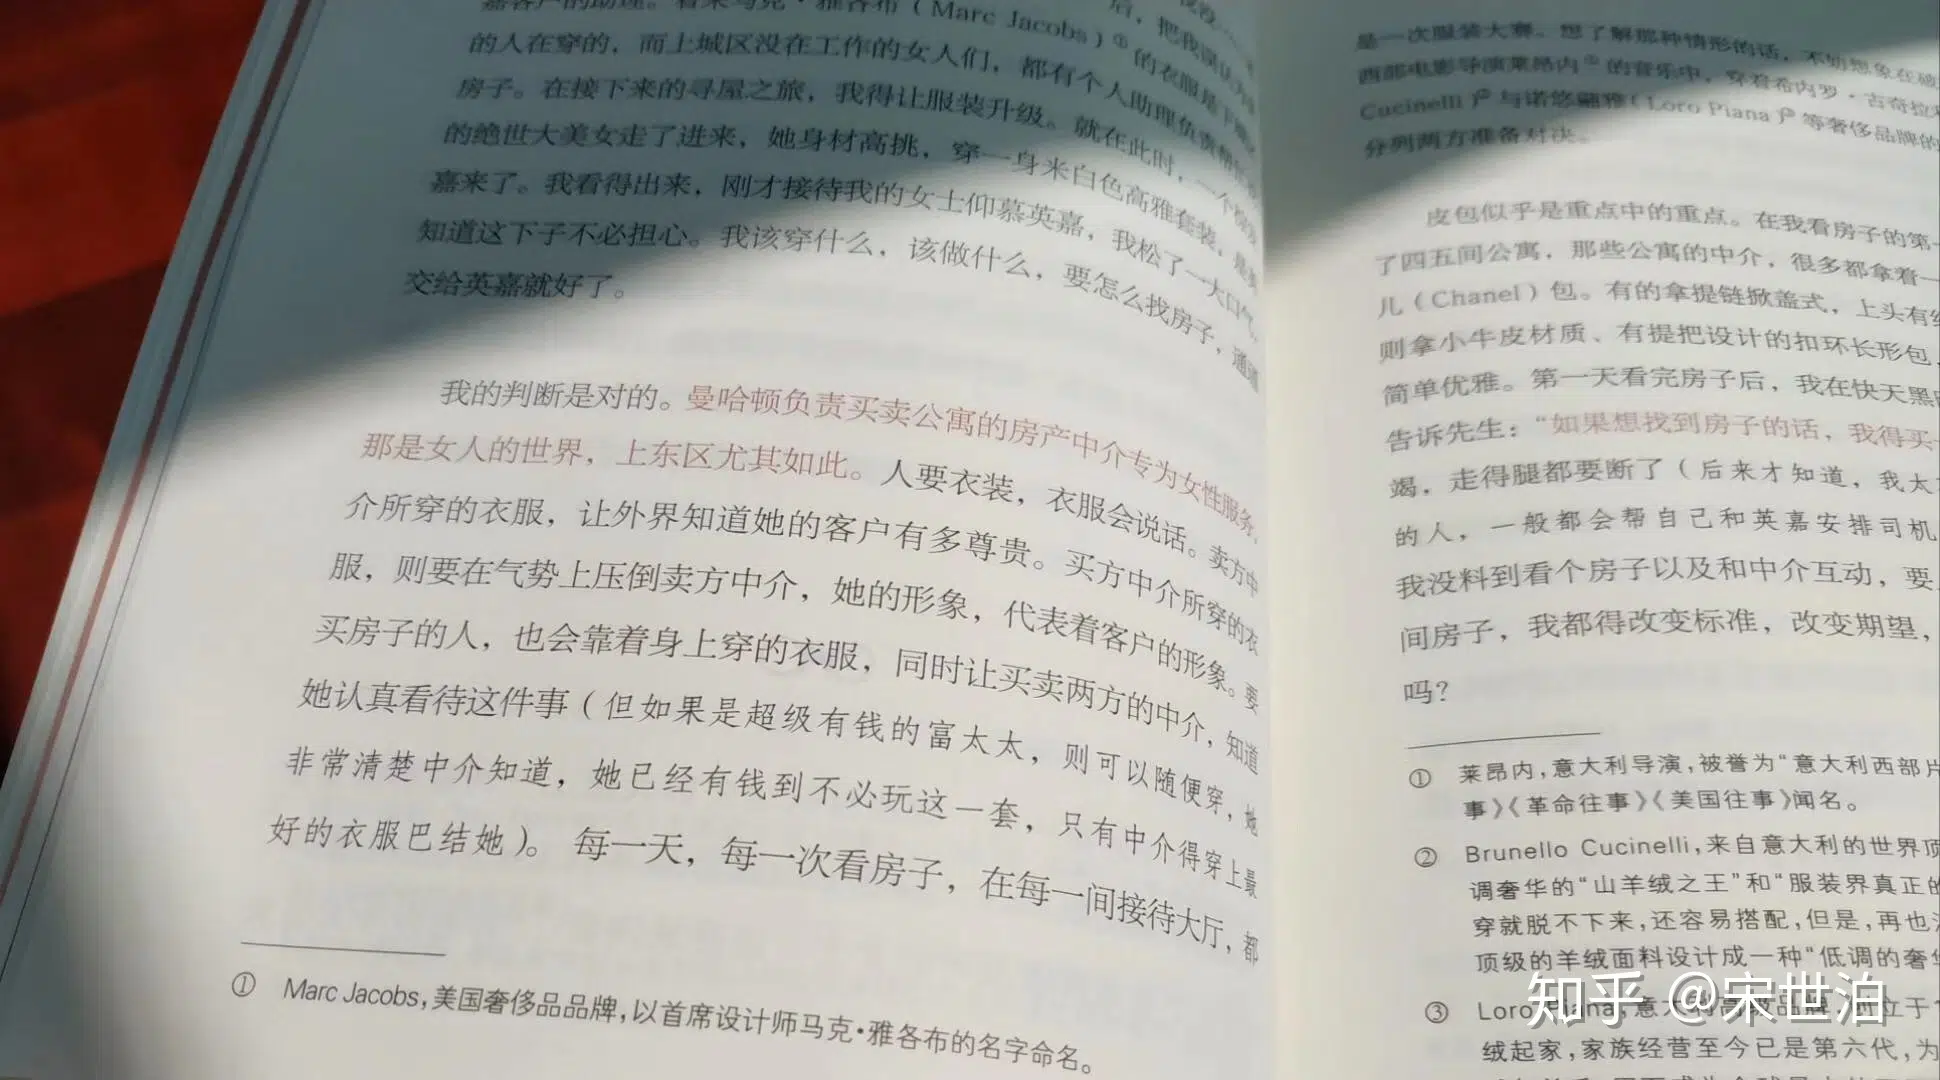 嘉客户的助理。看来马克·雅各布（Marc Jacobs）①的衣服是下城区
的人在穿的，而上城区没在工作的女人们，都有个人助理负责帮忙找
房子。在接下来的寻屋之旅，我得让服装升级。就在此时，一个
的绝世大美女走了进来，她身材高挑，穿一身米白色高雅套装，是英
嘉来了。我看得出来，刚才接待我的女士仰慕英嘉，我松了一大口气，
知道这下子不必担心。我该穿什么，该做什么，要怎么找房子，通通
交给英嘉就好了。
我的判断是对的。曼哈顿负责买卖公寓的房产中介专为女性服务，
那是女人的世界，上东区尤其如此。人要衣装，衣服会说话。卖方中
介所穿的衣服，让外界知道她的客户有多尊贵。买方中介所穿的衣
服，则要在气势上压倒卖方中介，她的形象，代表着客户的形象。要
买房子的人，也会靠着身上穿的衣服，同时让买卖两方的中介，知道
她认真看待这件事（但如果是超级有钱的富太太，则可以随便穿，她
非常清楚中介知道，她已经有钱到不必玩这一套，只有中介得穿上最
好的衣服巴结她）。每一天，每一次看房子，在每一间接待大厅，都
① Marc Jacobs，美国奢侈品品牌，以首席设计师马克·雅各布的名字命名。
是一次服装大赛。想了解那种情形的话，不妨想象在
西部电影导演莱昂内①的音乐中，穿着布内罗·古奇拉
Cucinelli）②与诺悠翩雅（Loro Piana）③等奢侈品牌的
分列两方准备对决。
皮包似乎是重点中的重点。在我看房子的第一
了四五间公寓，那些公寓的中介，很多都拿着一
儿（Chanel）包。有的拿提链掀盖式，上头有
则拿小牛皮材质、有提把设计的扣环长形包，
简单优雅。第一天看完房子后，我在快天黑
告诉先生：“如果想找到房子的话，我得买
竭，走得腿都要断了（后来才知道，我太
的人，一般都会帮自己和英嘉安排司机
我没料到看个房子以及和中介互动，要
间房子，我都得改变标准，改变期望，
吗？
① 莱昂内，意大利导演，被誉为“意大利西部片
事》《革命往事》《美国往事》闻名。
② Brunello Cucinelli，来自意大利的世界顶
调奢华的“山羊绒之王”和“服装界真正的
穿就脱不下来，还容易搭配，但是，再也
顶级的羊绒面料设计成一种“低调的奢华
③ Loro Piana，意大利高级品牌，创立于1
绒起家，家族经营至今已是第六代，为
知乎 @宋世泊